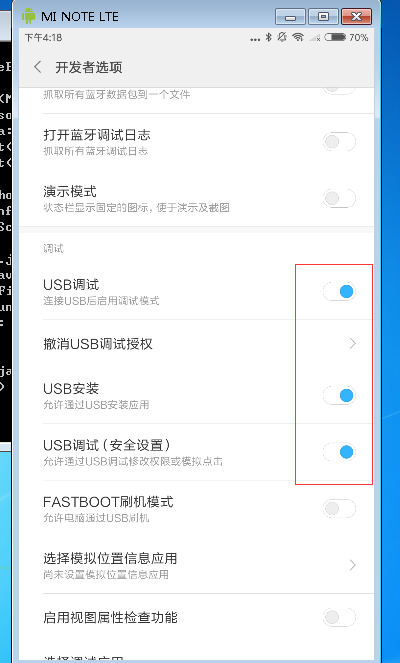 MI NOTE LTE
下午4:18
... 70%
开发者选项
抓取所有蓝牙数据包到一个文件
打开蓝牙调试日志
抓取所有蓝牙调试日志
演示模式
状态栏显示固定的图标，便于演示及截图
调试
USB调试
连接USB后启用调试模式
撤消USB调试授权
USB安装
允许通过USB安装应用
USB调试（安全设置）
允许通过USB调试修改权限或模拟点击
FASTBOOT刷机模式
允许电脑通过USB刷机
选择模拟位置信息应用
尚未设置模拟位置信息应用
启用视图属性检查功能
选择调试应用